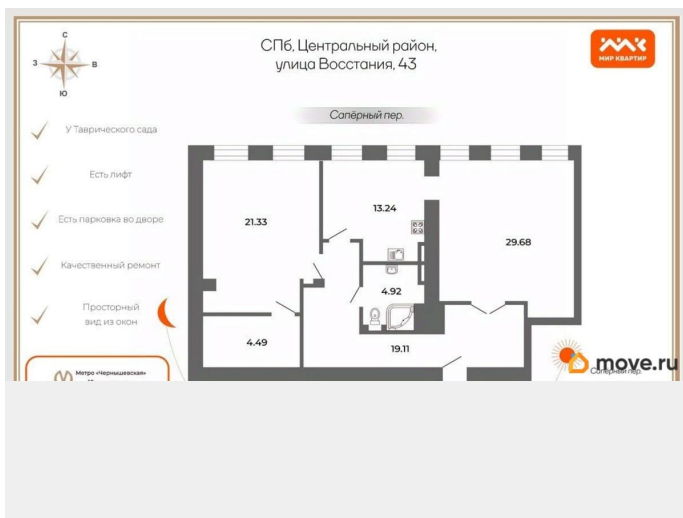 С
З
В
Ю
СПб, Центральный район,
улица Восстания, 43
МИР КВАРТИР
Сапёрный пер.
У Таврического сада
Есть лифт
Есть парковка во дворе
Качественный ремонт
Просторный
вид из окон
21.33
13.24
29.68
4.92
4.49
19.11
Метро «Чернышевская»
move.ru
Сапёрный пер.